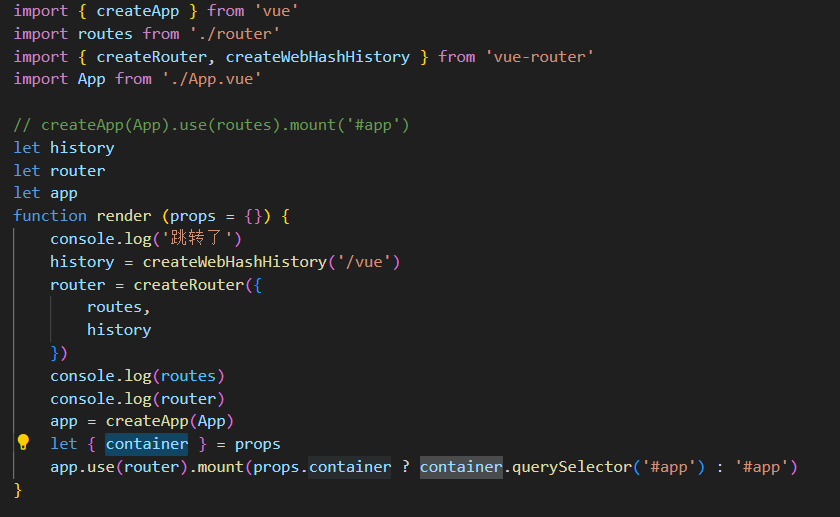 import { createApp } from 'vue'
import routes from './router'
import { createRouter, createWebHashHistory } from 'vue-router'
import App from './App.vue'
// createApp(App).use(routes).mount('#app')
let history
let router
let app
function render (props = {}) {
console.log('跳转了')
history = createWebHashHistory('/vue')
router = createRouter({
routes,
history
})
console.log(routes)
console.log(router)
app = createApp(App)
let { container } = props
app.use(router).mount(props.container ? container.querySelector('#app') : '#app')
}